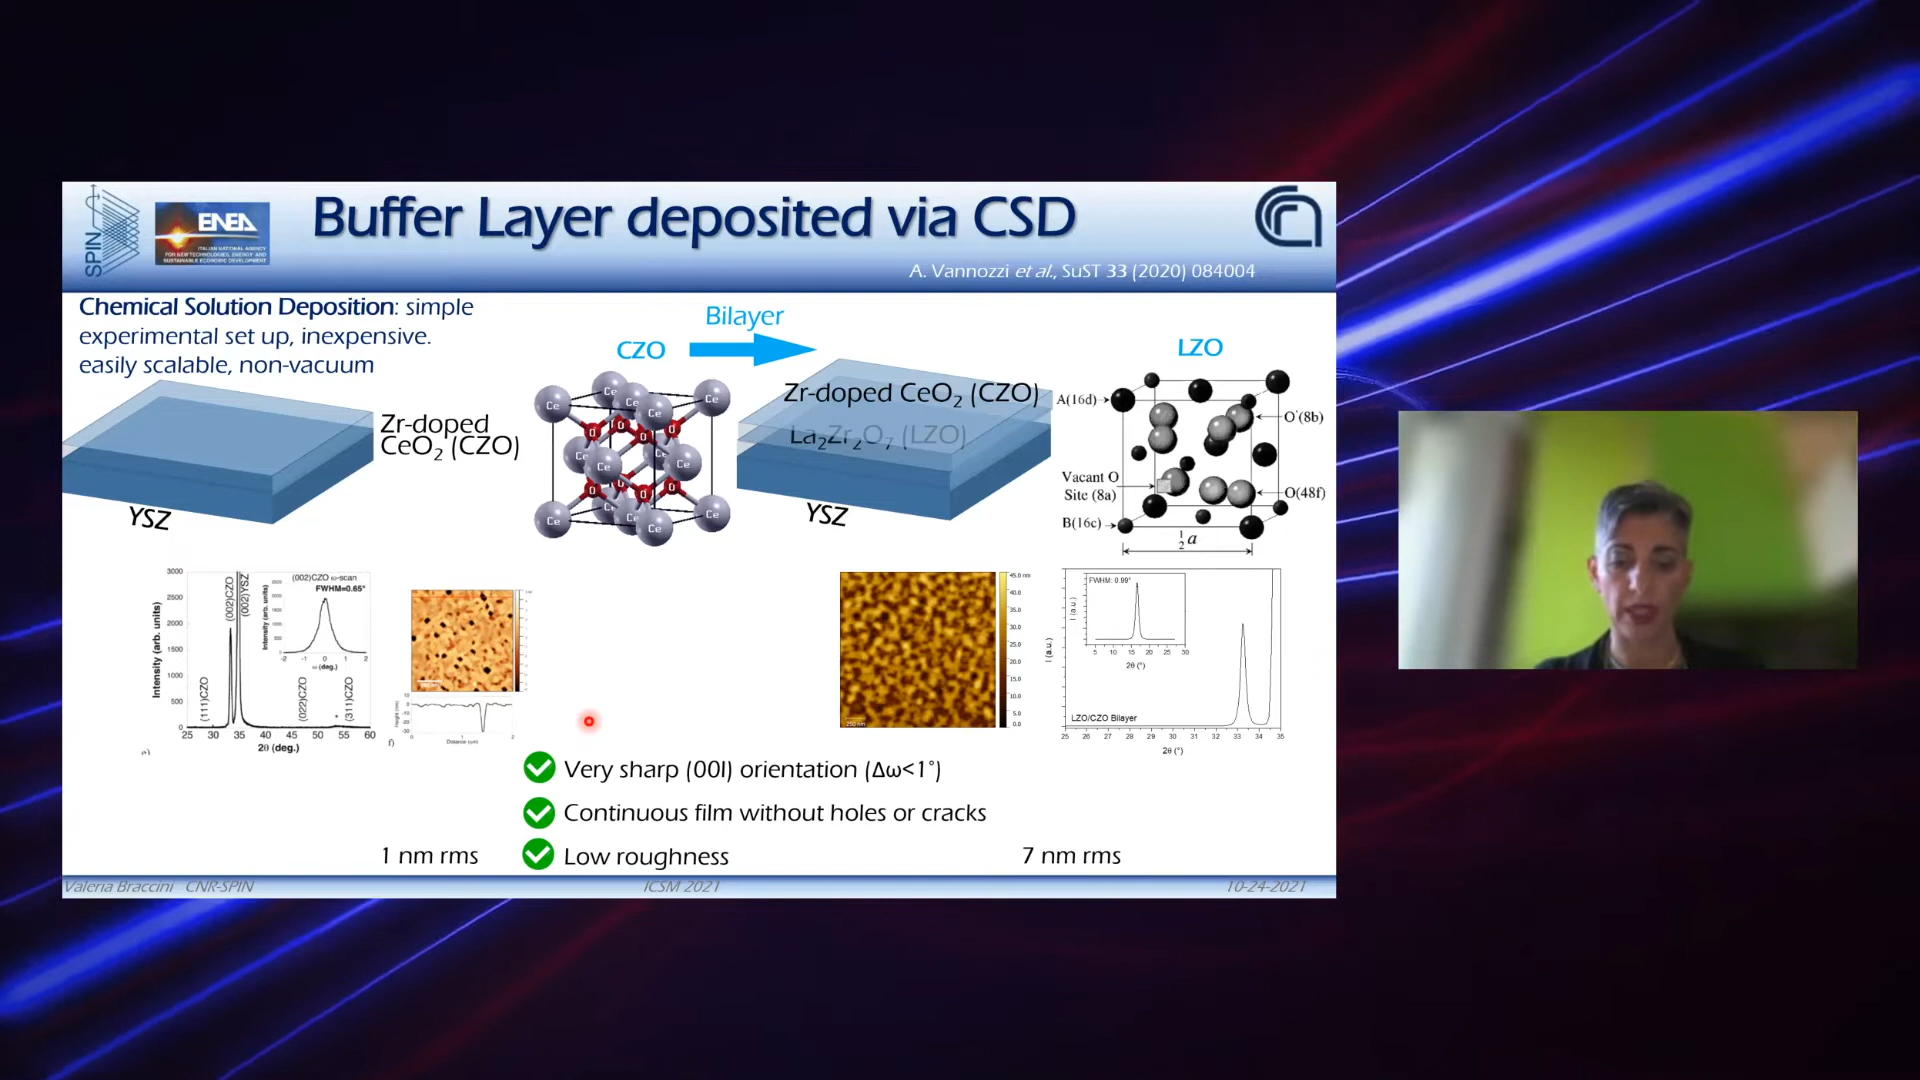 SPIN
ENEA
ITALIAN NATIONAL AGENCY
FOR NEW TECHNOLOGIES, ENERGY AND
SUSTAINABLE ECONOMIC DEVELOPMENT
Buffer Layer deposited via CSD
A. Vannozzi et al., SuST 33 (2020) 084004
Chemical Solution Deposition: simple
experimental set up, inexpensive.
easily scalable, non-vacuum
Zr-doped
CeO₂ (CZO)
YSZ
Bilayer
CZO
Ce Ce Ce Ce Ce
O O O O
Ce Ce Ce Ce
O O O O
Ce Ce Ce Ce Ce
Zr-doped CeO₂ (CZO)
La₂Zr₂O₇ (LZO)
YSZ
LZO
A(16d)
O'(8b)
Vacant O
Site (8a)
O(48f)
B(16c)
½ a
Intensity (arb. units)
3000
2500
2000
1500
1000
500
0
(111)CZO
(002)CZO
(002)YSZ
(022)CZO
*
(311)CZO
25 30 35 40 45 50 55 60
2θ (deg.)
(002)CZO ω-scan
FWHM=0.65°
Intensity (arb. units)
-2 -1 0 1 2
ω (deg.)
e)
f)
Height (nm)
0 1 2
Distance (um)
45.0 nm
40.0
35.0
30.0
25.0
20.0
15.0
10.0
5.0
0.0
250 nm
I (a.u.)
FWHM: 0.99°
I (a.u.)
5 10 15 20 25 30
2θ (°)
LZO/CZO Bilayer
25 26 27 28 29 30 31 32 33 34 35
2θ (°)
Very sharp (00l) orientation (Δω<1°)
Continuous film without holes or cracks
1 nm rms
Low roughness
7 nm rms
Valeria Braccini CNR-SPIN
ICSM 2021
10-24-2021